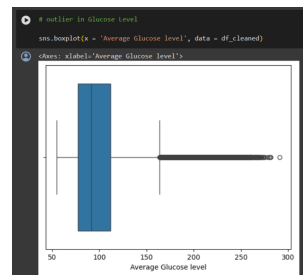 # outlier in Glucose Level
sns.boxplot(x = 'Average Glucose level', data = df_cleaned)
<Axes: xlabel='Average Glucose level'>
50 100 150 200 250 300
Average Glucose level